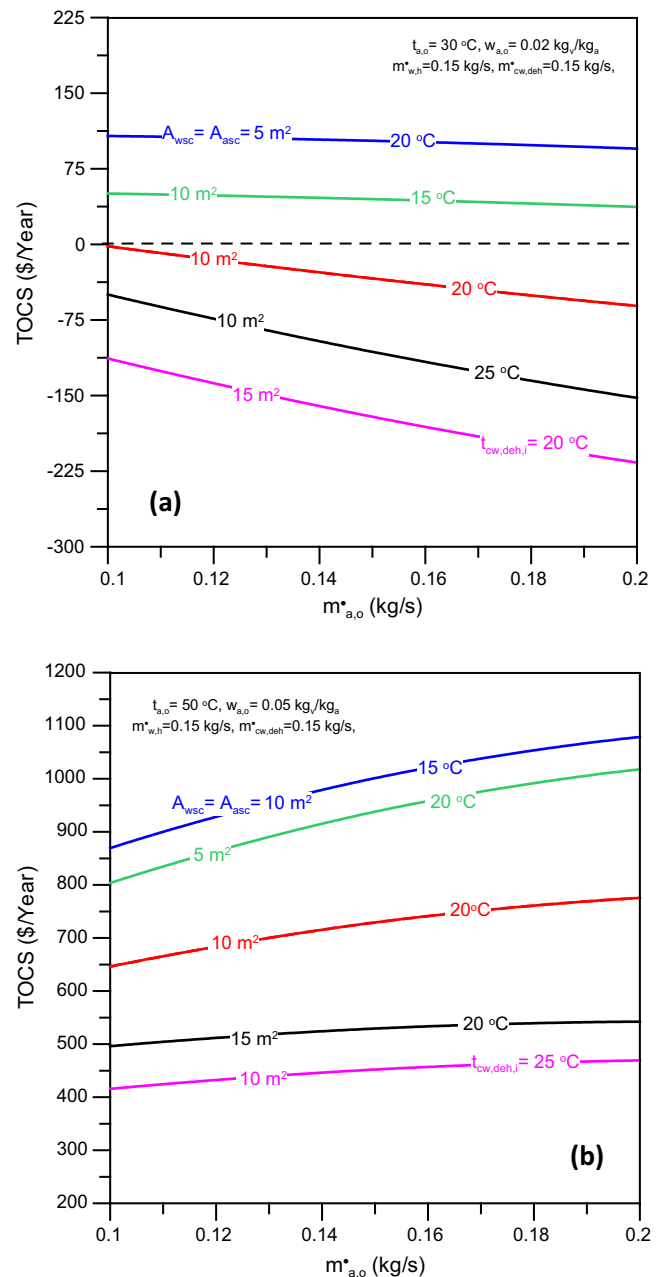 225
t_a,o= 30 °C, w_a,o= 0.02 kg_v/kg_a
m•_w,h=0.15 kg/s, m•_cw,deh=0.15 kg/s,
150
A_wsc= A_asc= 5 m²
20 °C
75
10 m²
15 °C
0
10 m²
20 °C
-75
10 m²
25 °C
-150
15 m²
t_cw,deh,i= 20 °C
-225
(a)
-300
TOCS ($/Year)
0.1 0.12 0.14 0.16 0.18 0.2
m•_a,o (kg/s)
1200
t_a,o= 50 °C, w_a,o= 0.05 kg_v/kg_a
m•_w,h=0.15 kg/s, m•_cw,deh=0.15 kg/s,
1100
15 °C
1000
A_wsc= A_asc= 10 m²
20 °C
900
5 m²
800
20°C
700
10 m²
600
20 °C
15 m²
500
t_cw,deh,i= 25 °C
10 m²
400
300
(b)
200
TOCS ($/Year)
0.1 0.12 0.14 0.16 0.18 0.2
m•_a,o (kg/s)